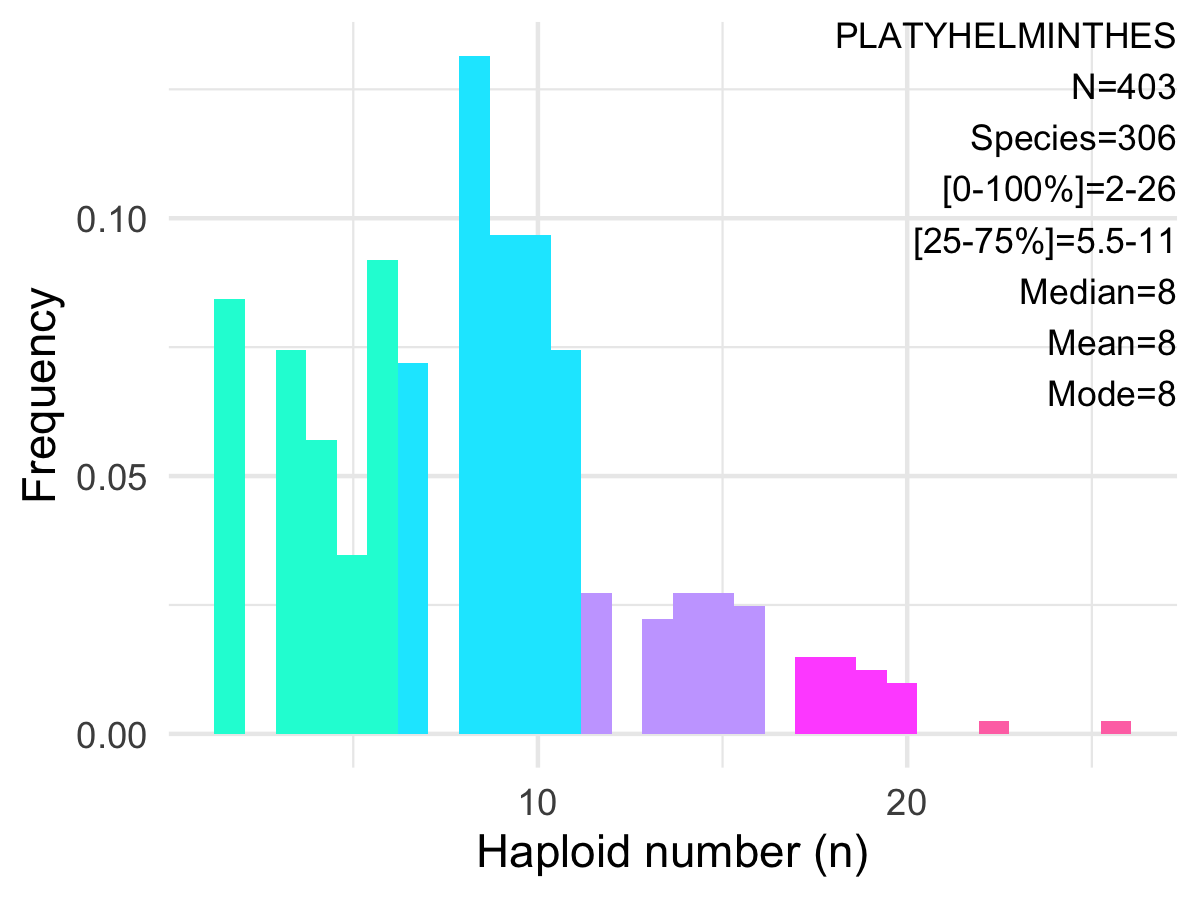 PLATYHELMINTHES
N=403
Species=306
[0-100%]=2-26
[25-75%]=5.5-11
Median=8
Mean=8
Mode=8
0.10
0.05
0.00
Frequency
10 20
Haploid number (n)